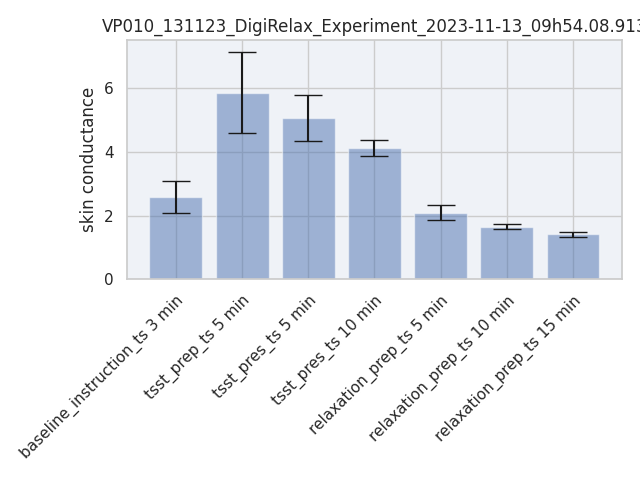 VP010_131123_DigiRelax_Experiment_2023-11-13_09h54.08.913
skin conductance
6
4
2
0
baseline_instruction_ts 3 min
tsst_prep_ts 5 min
tsst_pres_ts 5 min
tsst_pres_ts 10 min
relaxation_prep_ts 5 min
relaxation_prep_ts 10 min
relaxation_prep_ts 15 min